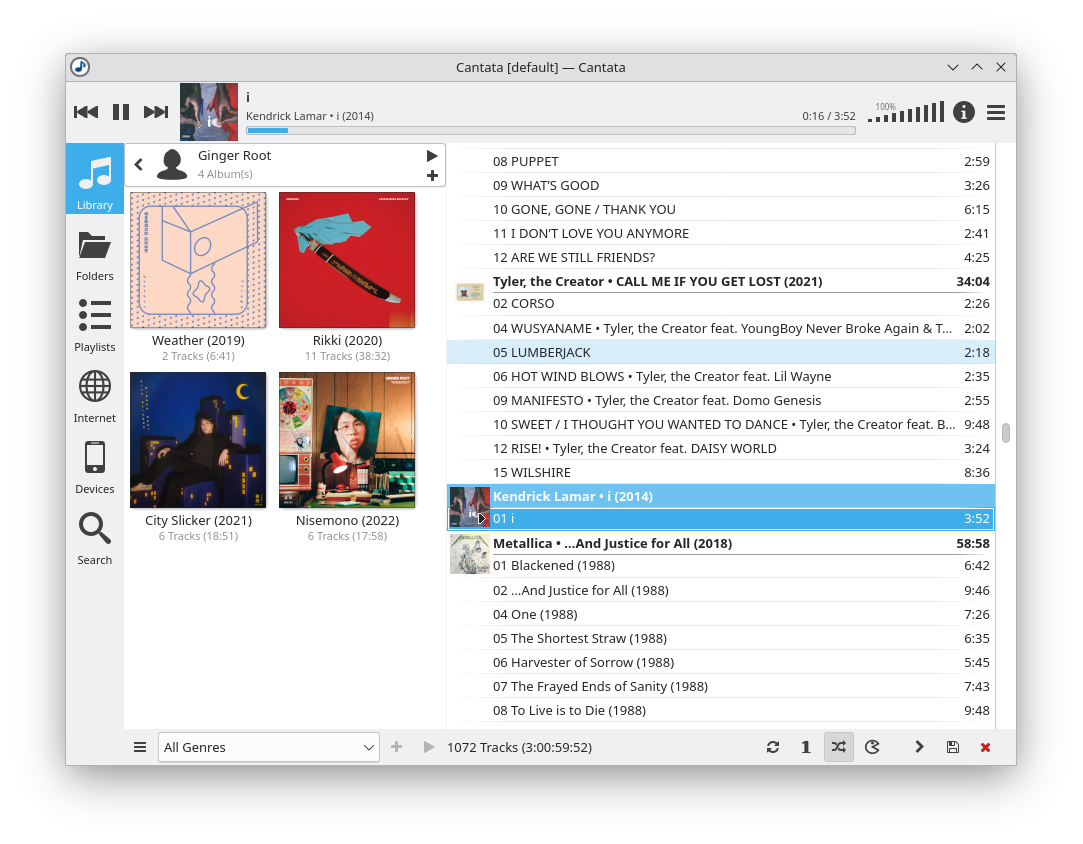 Cantata [default] — Cantata
i
Kendrick Lamar • i (2014)
0:16 / 3:52
100%
Library
Folders
Playlists
Internet
Devices
Search
Ginger Root
4 Album(s)
Weather (2019)
2 Tracks (6:41)
Rikki (2020)
11 Tracks (38:32)
City Slicker (2021)
6 Tracks (18:51)
Nisemono (2022)
6 Tracks (17:58)
08 PUPPET 2:59
09 WHAT'S GOOD 3:26
10 GONE, GONE / THANK YOU 6:15
11 I DON'T LOVE YOU ANYMORE 2:41
12 ARE WE STILL FRIENDS? 4:25
Tyler, the Creator • CALL ME IF YOU GET LOST (2021) 34:04
02 CORSO 2:26
04 WUSYANAME • Tyler, the Creator feat. YoungBoy Never Broke Again & T... 2:02
05 LUMBERJACK 2:18
06 HOT WIND BLOWS • Tyler, the Creator feat. Lil Wayne 2:35
09 MANIFESTO • Tyler, the Creator feat. Domo Genesis 2:55
10 SWEET / I THOUGHT YOU WANTED TO DANCE • Tyler, the Creator feat. B... 9:48
12 RISE! • Tyler, the Creator feat. DAISY WORLD 3:24
15 WILSHIRE 8:36
Kendrick Lamar • i (2014)
01 i 3:52
Metallica • ...And Justice for All (2018) 58:58
01 Blackened (1988) 6:42
02 ...And Justice for All (1988) 9:46
04 One (1988) 7:26
05 The Shortest Straw (1988) 6:35
06 Harvester of Sorrow (1988) 5:45
07 The Frayed Ends of Sanity (1988) 7:43
08 To Live is to Die (1988) 9:48
All Genres
1072 Tracks (3:00:59:52)
1